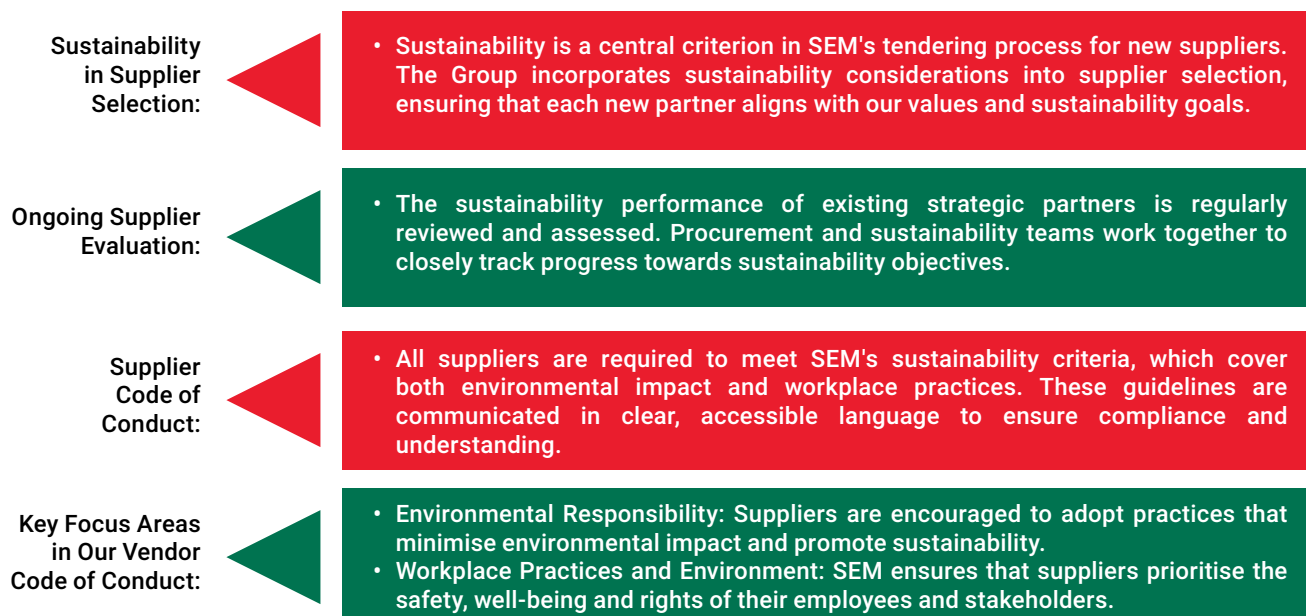 Sustainability
in Supplier
Selection:
• Sustainability is a central criterion in SEM's tendering process for new suppliers.
The Group incorporates sustainability considerations into supplier selection,
ensuring that each new partner aligns with our values and sustainability goals.
Ongoing Supplier
Evaluation:
• The sustainability performance of existing strategic partners is regularly
reviewed and assessed. Procurement and sustainability teams work together to
closely track progress towards sustainability objectives.
Supplier
Code of
Conduct:
• All suppliers are required to meet SEM's sustainability criteria, which cover
both environmental impact and workplace practices. These guidelines are
communicated in clear, accessible language to ensure compliance and
understanding.
Key Focus Areas
in Our Vendor
Code of Conduct:
• Environmental Responsibility: Suppliers are encouraged to adopt practices that
minimise environmental impact and promote sustainability.
• Workplace Practices and Environment: SEM ensures that suppliers prioritise the
safety, well-being and rights of their employees and stakeholders.